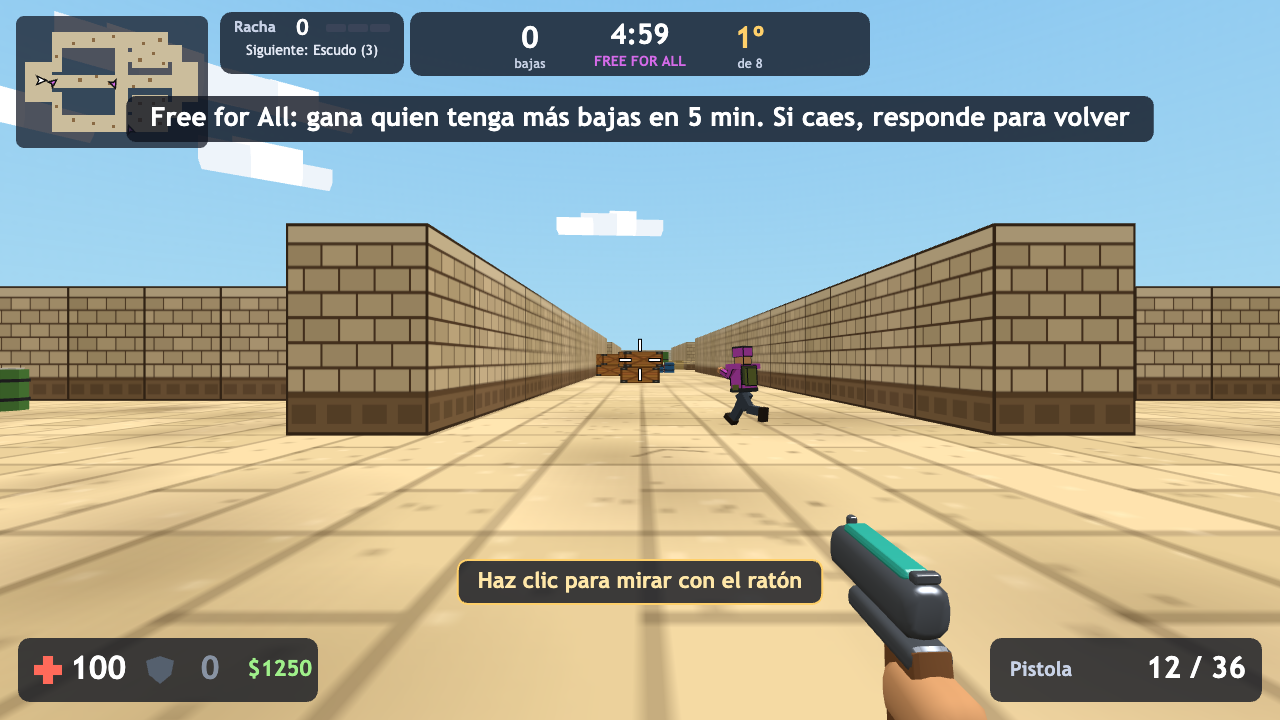 Racha 0
Siguiente: Escudo (3)
0
bajas
4:59
FREE FOR ALL
1º
de 8
Free for All: gana quien tenga más bajas en 5 min. Si caes, responde para volver
Haz clic para mirar con el ratón
100 0 $1250
Pistola 12 / 36